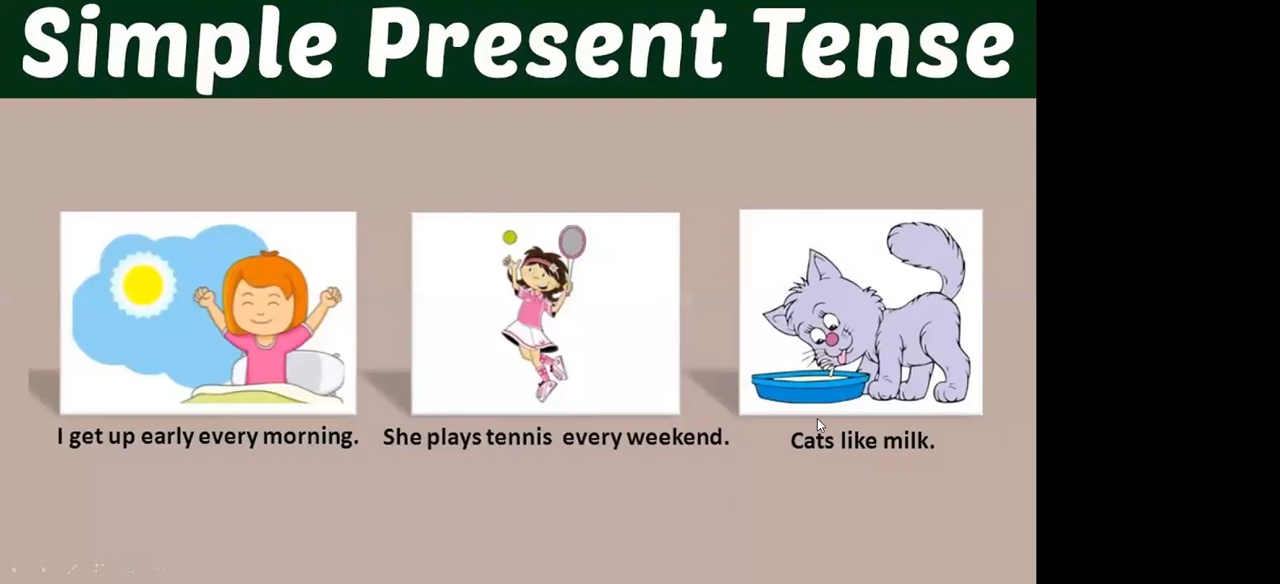 Simple Present Tense
I get up early every morning.
She plays tennis every weekend.
Cats like milk.